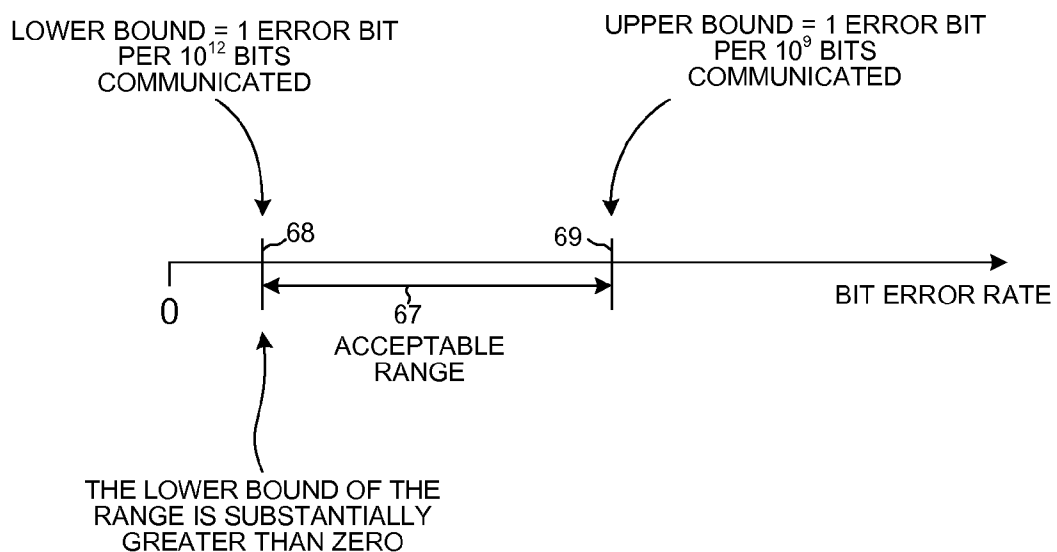 LOWER BOUND = 1 ERROR BIT
PER 10¹² BITS
COMMUNICATED
UPPER BOUND = 1 ERROR BIT
PER 10⁹ BITS
COMMUNICATED
68
69
0
67
BIT ERROR RATE
ACCEPTABLE
RANGE
THE LOWER BOUND OF THE
RANGE IS SUBSTANTIALLY
GREATER THAN ZERO